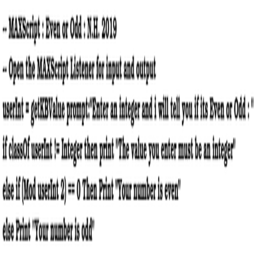 -- MAXScript : Even or Odd : N.H. 2019
-- Open the MAXScript Listener for input and output
userInt = getKBValue prompt:"Enter an integer and i will tell you if its Even or Odd : "
if classOf userInt != Integer then print "The value you enter must be an integer"
else if (Mod userInt 2) == 0 Then Print "Your number is even"
else Print "Your number is odd"